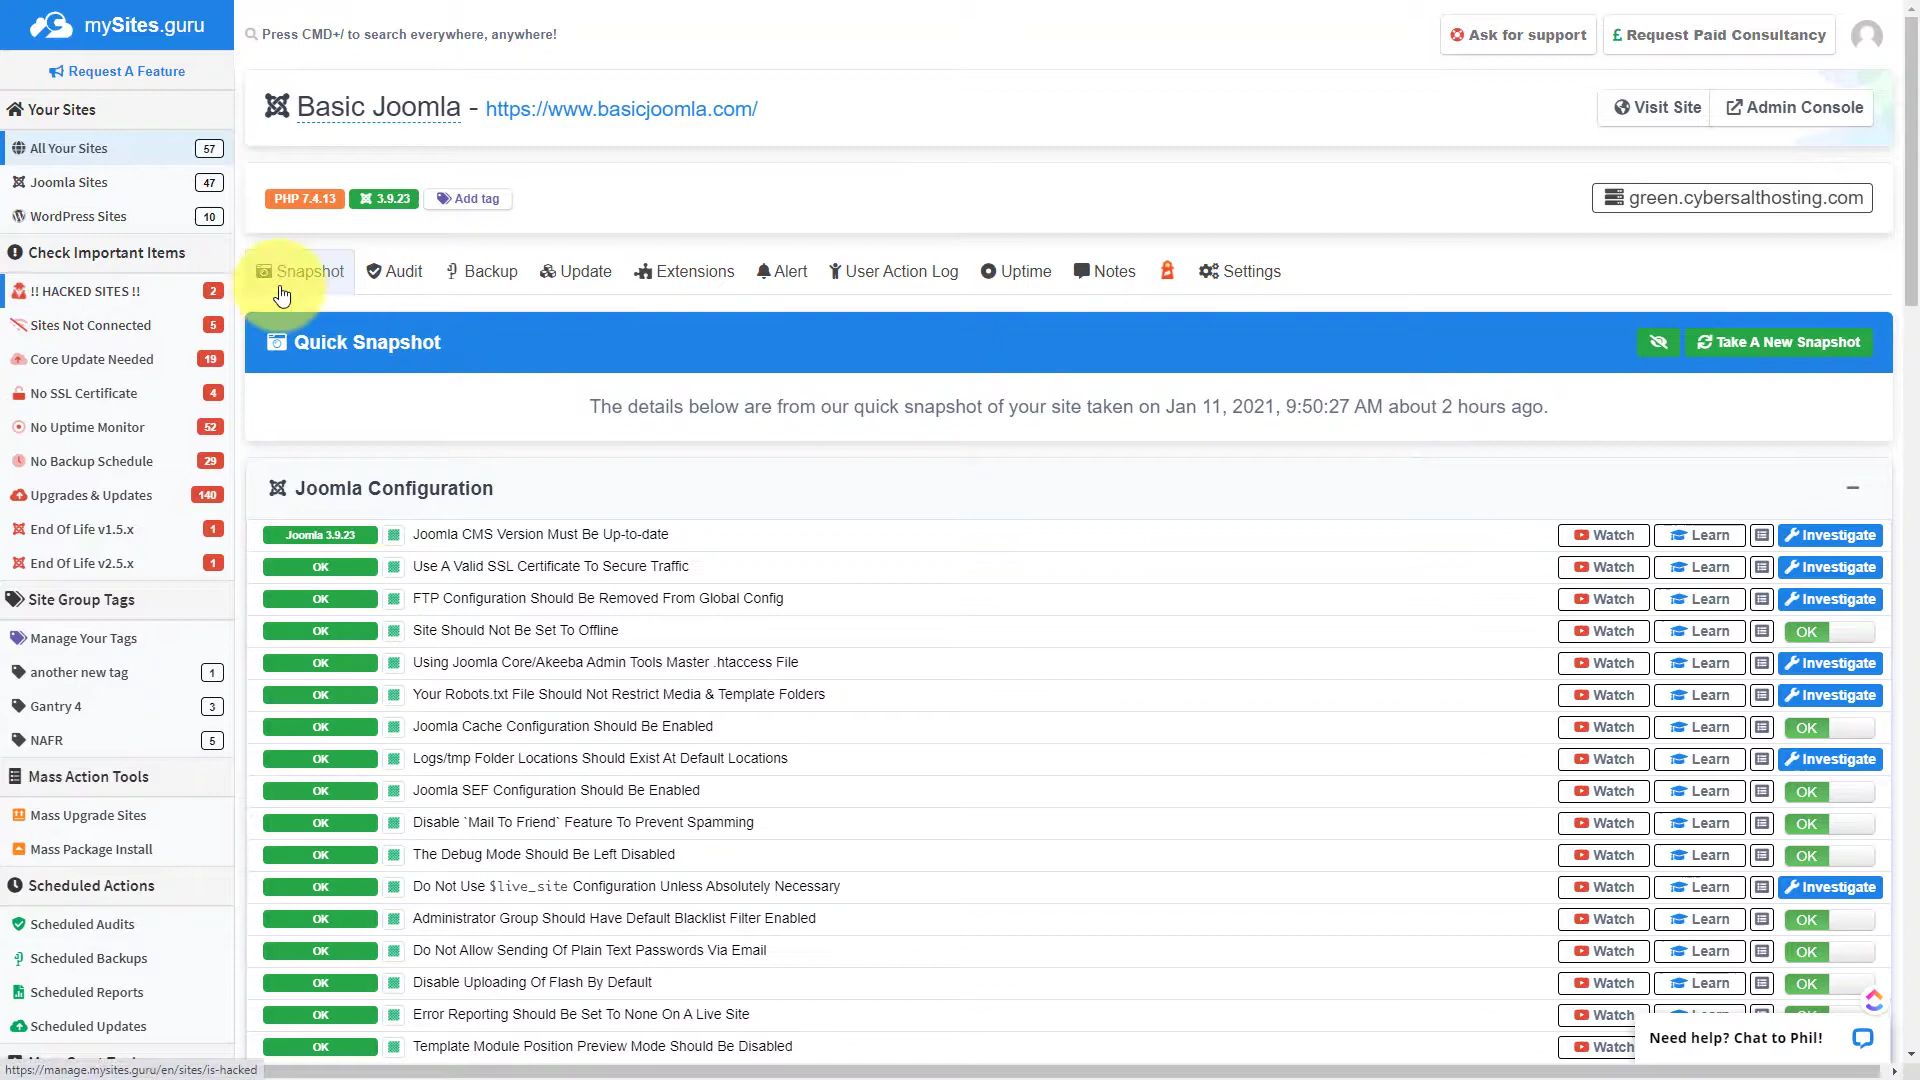 mySites.guru
Press CMD+/ to search everywhere, anywhere!
Ask for support
£ Request Paid Consultancy
Request A Feature
Your Sites
All Your Sites 57
Joomla Sites 47
WordPress Sites 10
Check Important Items
!! HACKED SITES !! 2
Sites Not Connected 5
Core Update Needed 19
No SSL Certificate 4
No Uptime Monitor 52
No Backup Schedule 29
Upgrades & Updates 140
End Of Life v1.5.x 1
End Of Life v2.5.x 1
Site Group Tags
Manage Your Tags
another new tag 1
Gantry 4 3
NAFR 5
Mass Action Tools
Mass Upgrade Sites
Mass Package Install
Scheduled Actions
Scheduled Audits
Scheduled Backups
Scheduled Reports
Scheduled Updates
https://manage.mysites.guru/en/sites/is-hacked
Basic Joomla - https://www.basicjoomla.com/
Visit Site
Admin Console
PHP 7.4.13
3.9.23
Add tag
green.cybersalthosting.com
Snapshot
Audit
Backup
Update
Extensions
Alert
User Action Log
Uptime
Notes
Settings
Quick Snapshot
Take A New Snapshot
The details below are from our quick snapshot of your site taken on Jan 11, 2021, 9:50:27 AM about 2 hours ago.
Joomla Configuration
Joomla 3.9.23 Joomla CMS Version Must Be Up-to-date Watch Learn Investigate
OK Use A Valid SSL Certificate To Secure Traffic Watch Learn Investigate
OK FTP Configuration Should Be Removed From Global Config Watch Learn Investigate
OK Site Should Not Be Set To Offline Watch Learn OK
OK Using Joomla Core/Akeeba Admin Tools Master .htaccess File Watch Learn Investigate
OK Your Robots.txt File Should Not Restrict Media & Template Folders Watch Learn Investigate
OK Joomla Cache Configuration Should Be Enabled Watch Learn OK
OK Logs/tmp Folder Locations Should Exist At Default Locations Watch Learn Investigate
OK Joomla SEF Configuration Should Be Enabled Watch Learn OK
OK Disable `Mail To Friend` Feature To Prevent Spamming Watch Learn OK
OK The Debug Mode Should Be Left Disabled Watch Learn OK
OK Do Not Use $live_site Configuration Unless Absolutely Necessary Watch Learn Investigate
OK Administrator Group Should Have Default Blacklist Filter Enabled Watch Learn OK
OK Do Not Allow Sending Of Plain Text Passwords Via Email Watch Learn OK
OK Disable Uploading Of Flash By Default Watch Learn OK
OK Error Reporting Should Be Set To None On A Live Site Watch
OK Template Module Position Preview Mode Should Be Disabled Watch
Need help? Chat to Phil!